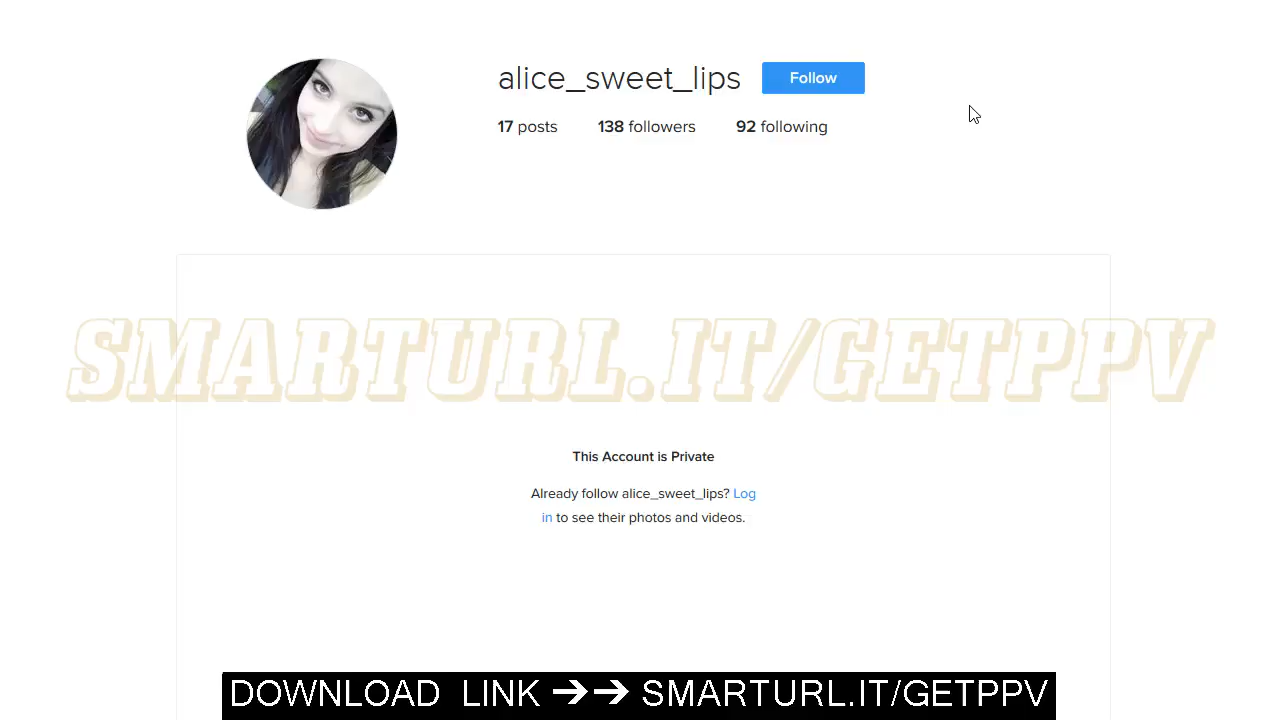 alice_sweet_lips Follow
17 posts 138 followers 92 following
SMARTURL.IT/GETPPV
This Account is Private
Already follow alice_sweet_lips? Log
in to see their photos and videos.
DOWNLOAD LINK →→ SMARTURL.IT/GETPPV